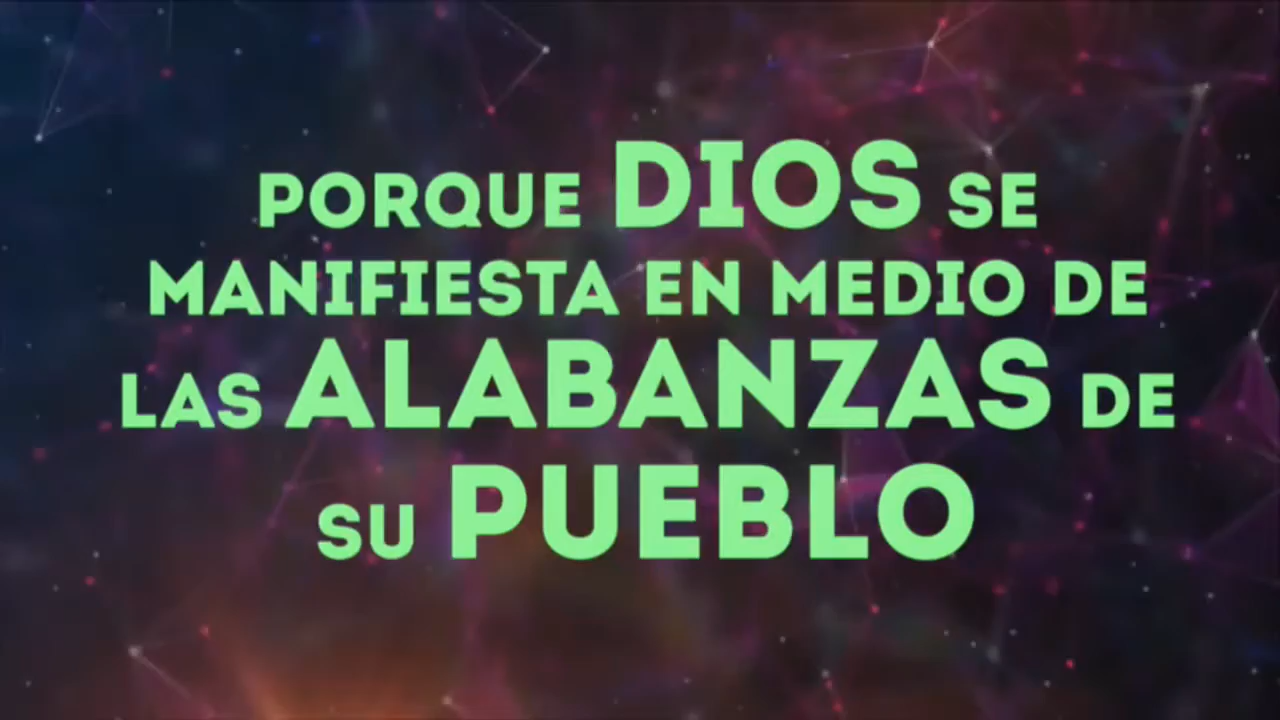 PORQUE DIOS SE
MANIFIESTA EN MEDIO DE
LAS ALABANZAS DE
SU PUEBLO